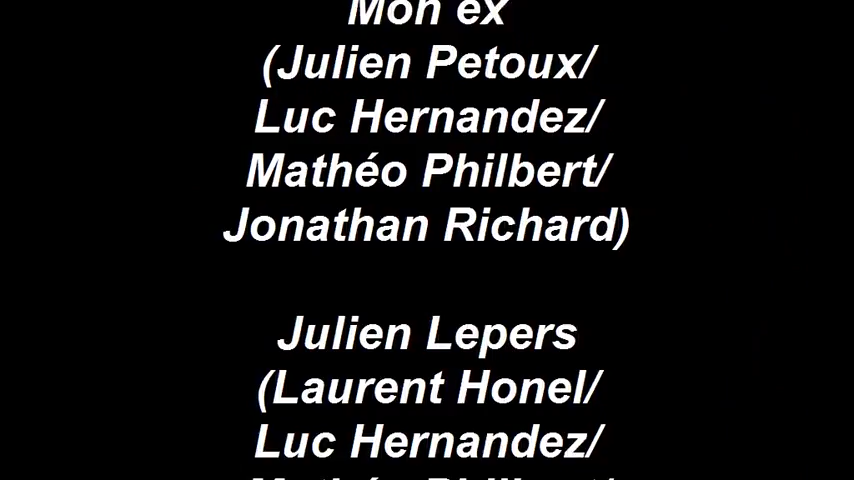 Mon ex
(Julien Petoux/
Luc Hernandez/
Mathéo Philbert/
Jonathan Richard)
Julien Lepers
(Laurent Honel/
Luc Hernandez/